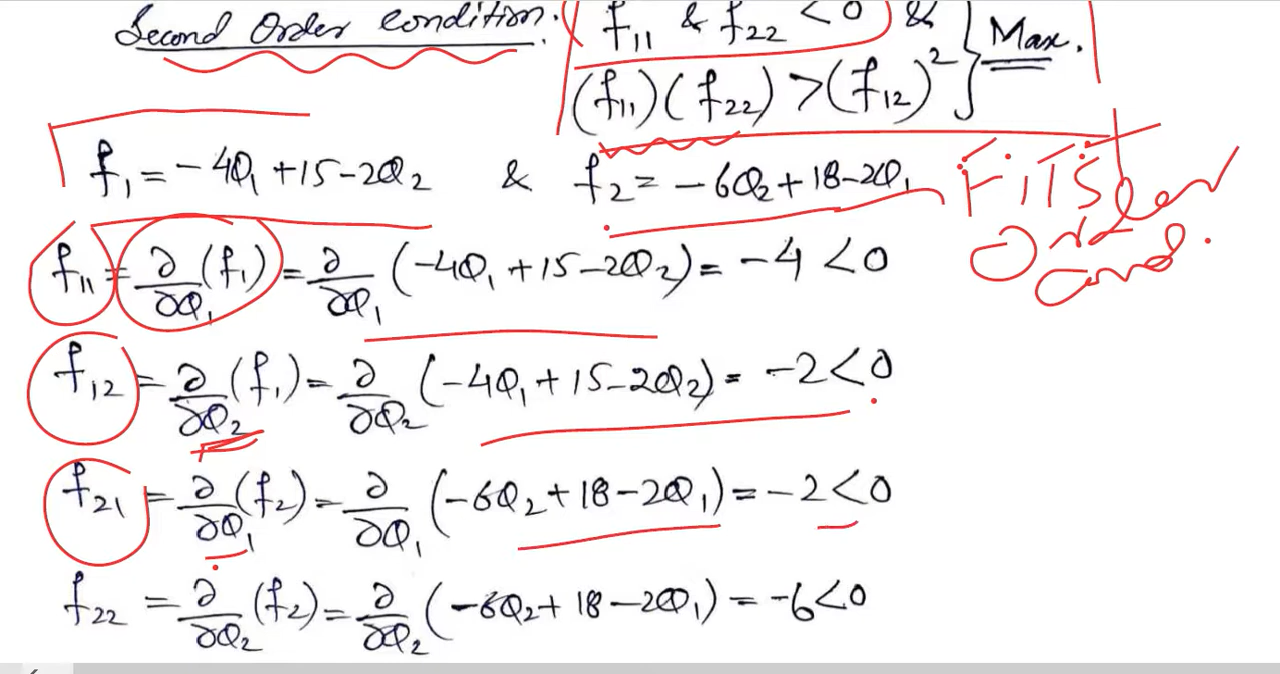 Second Order Condition. f₁₁ & f₂₂ < 0 & } Max.
(f₁₁)(f₂₂) > (f₁₂)²
f₁ = -4Q₁ + 15 - 2Q₂ & f₂ = -6Q₂ + 18 - 2Q₁
First
Order
cond.
f₁₁ = ∂/∂Q₁ (f₁) = ∂/∂Q₁ (-4Q₁ + 15 - 2Q₂) = -4 < 0
f₁₂ = ∂/∂Q₂ (f₁) = ∂/∂Q₂ (-4Q₁ + 15 - 2Q₂) = -2 < 0
f₂₁ = ∂/∂Q₁ (f₂) = ∂/∂Q₁ (-6Q₂ + 18 - 2Q₁) = -2 < 0
f₂₂ = ∂/∂Q₂ (f₂) = ∂/∂Q₂ (-6Q₂ + 18 - 2Q₁) = -6 < 0